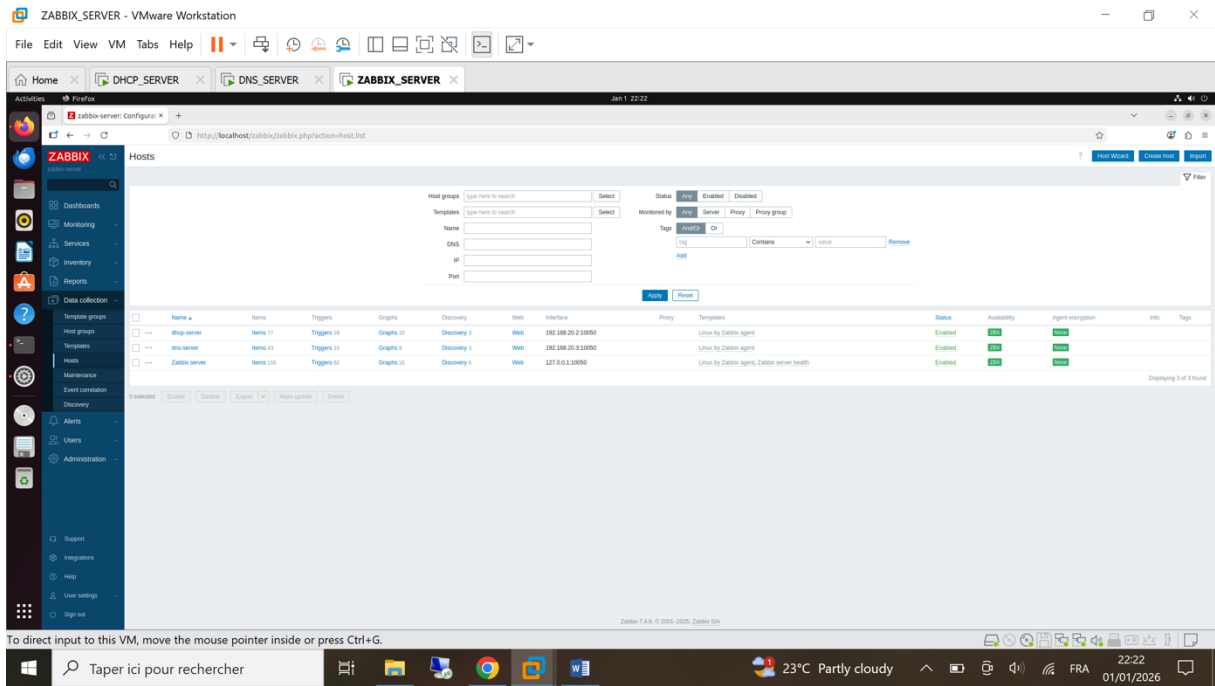 ZABBIX_SERVER - VMware Workstation
File Edit View VM Tabs Help
Home DHCP_SERVER DNS_SERVER ZABBIX_SERVER
Activities Firefox Jan 1 22:22
zabbix-server: Configurat
http://localhost/zabbix/zabbix.php?action=host.list
ZABBIX Hosts ? Host Wizard Create host Import
zabbix-server
Filter
Host groups type here to search Select Status Any Enabled Disabled
Templates type here to search Select Monitored by Any Server Proxy Proxy group
Name Tags And/Or Or
DNS tag Contains value Remove
IP Add
Port
Apply Reset
Dashboards
Monitoring
Services
Inventory
Reports
Data collection
Template groups
Host groups
Templates
Hosts
Maintenance
Event correlation
Discovery
Alerts
Users
Administration
Support
Integrations
Help
User settings
Sign out
Name Items Triggers Graphs Discovery Web Interface Proxy Templates Status Availability Agent encryption Info Tags
dhcp-server Items 77 Triggers 29 Graphs 15 Discovery 3 Web 192.168.20.2:10050 Linux by Zabbix agent Enabled ZBX None
dns-server Items 43 Triggers 15 Graphs 8 Discovery 3 Web 192.168.20.3:10050 Linux by Zabbix agent Enabled ZBX None
Zabbix server Items 155 Triggers 82 Graphs 15 Discovery 6 Web 127.0.0.1:10050 Linux by Zabbix agent, Zabbix server health Enabled ZBX None
Displaying 3 of 3 found
0 selected Enable Disable Export Mass update Delete
Zabbix 7.4.6. © 2001–2025, Zabbix SIA
To direct input to this VM, move the mouse pointer inside or press Ctrl+G.
Taper ici pour rechercher
23°C Partly cloudy
FRA
22:22
01/01/2026